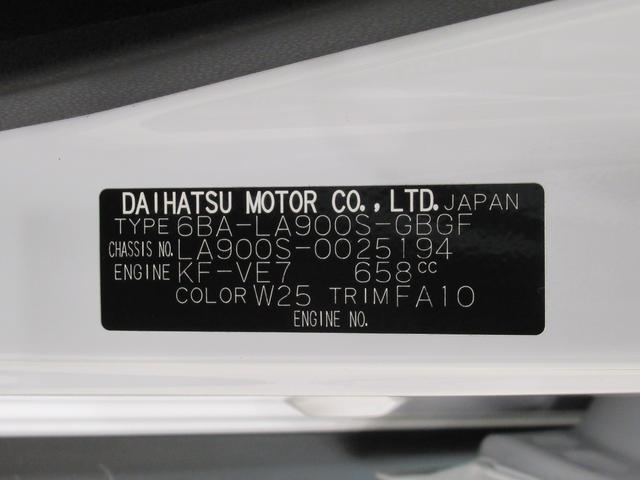 DAIHATSU MOTOR CO., LTD. JAPAN
TYPE 6BA-LA900S-GBGF
CHASSIS NO. LA900S-0025194
ENGINE KF-VE7 658cc
COLOR W25 TRIM FA10
ENGINE NO.